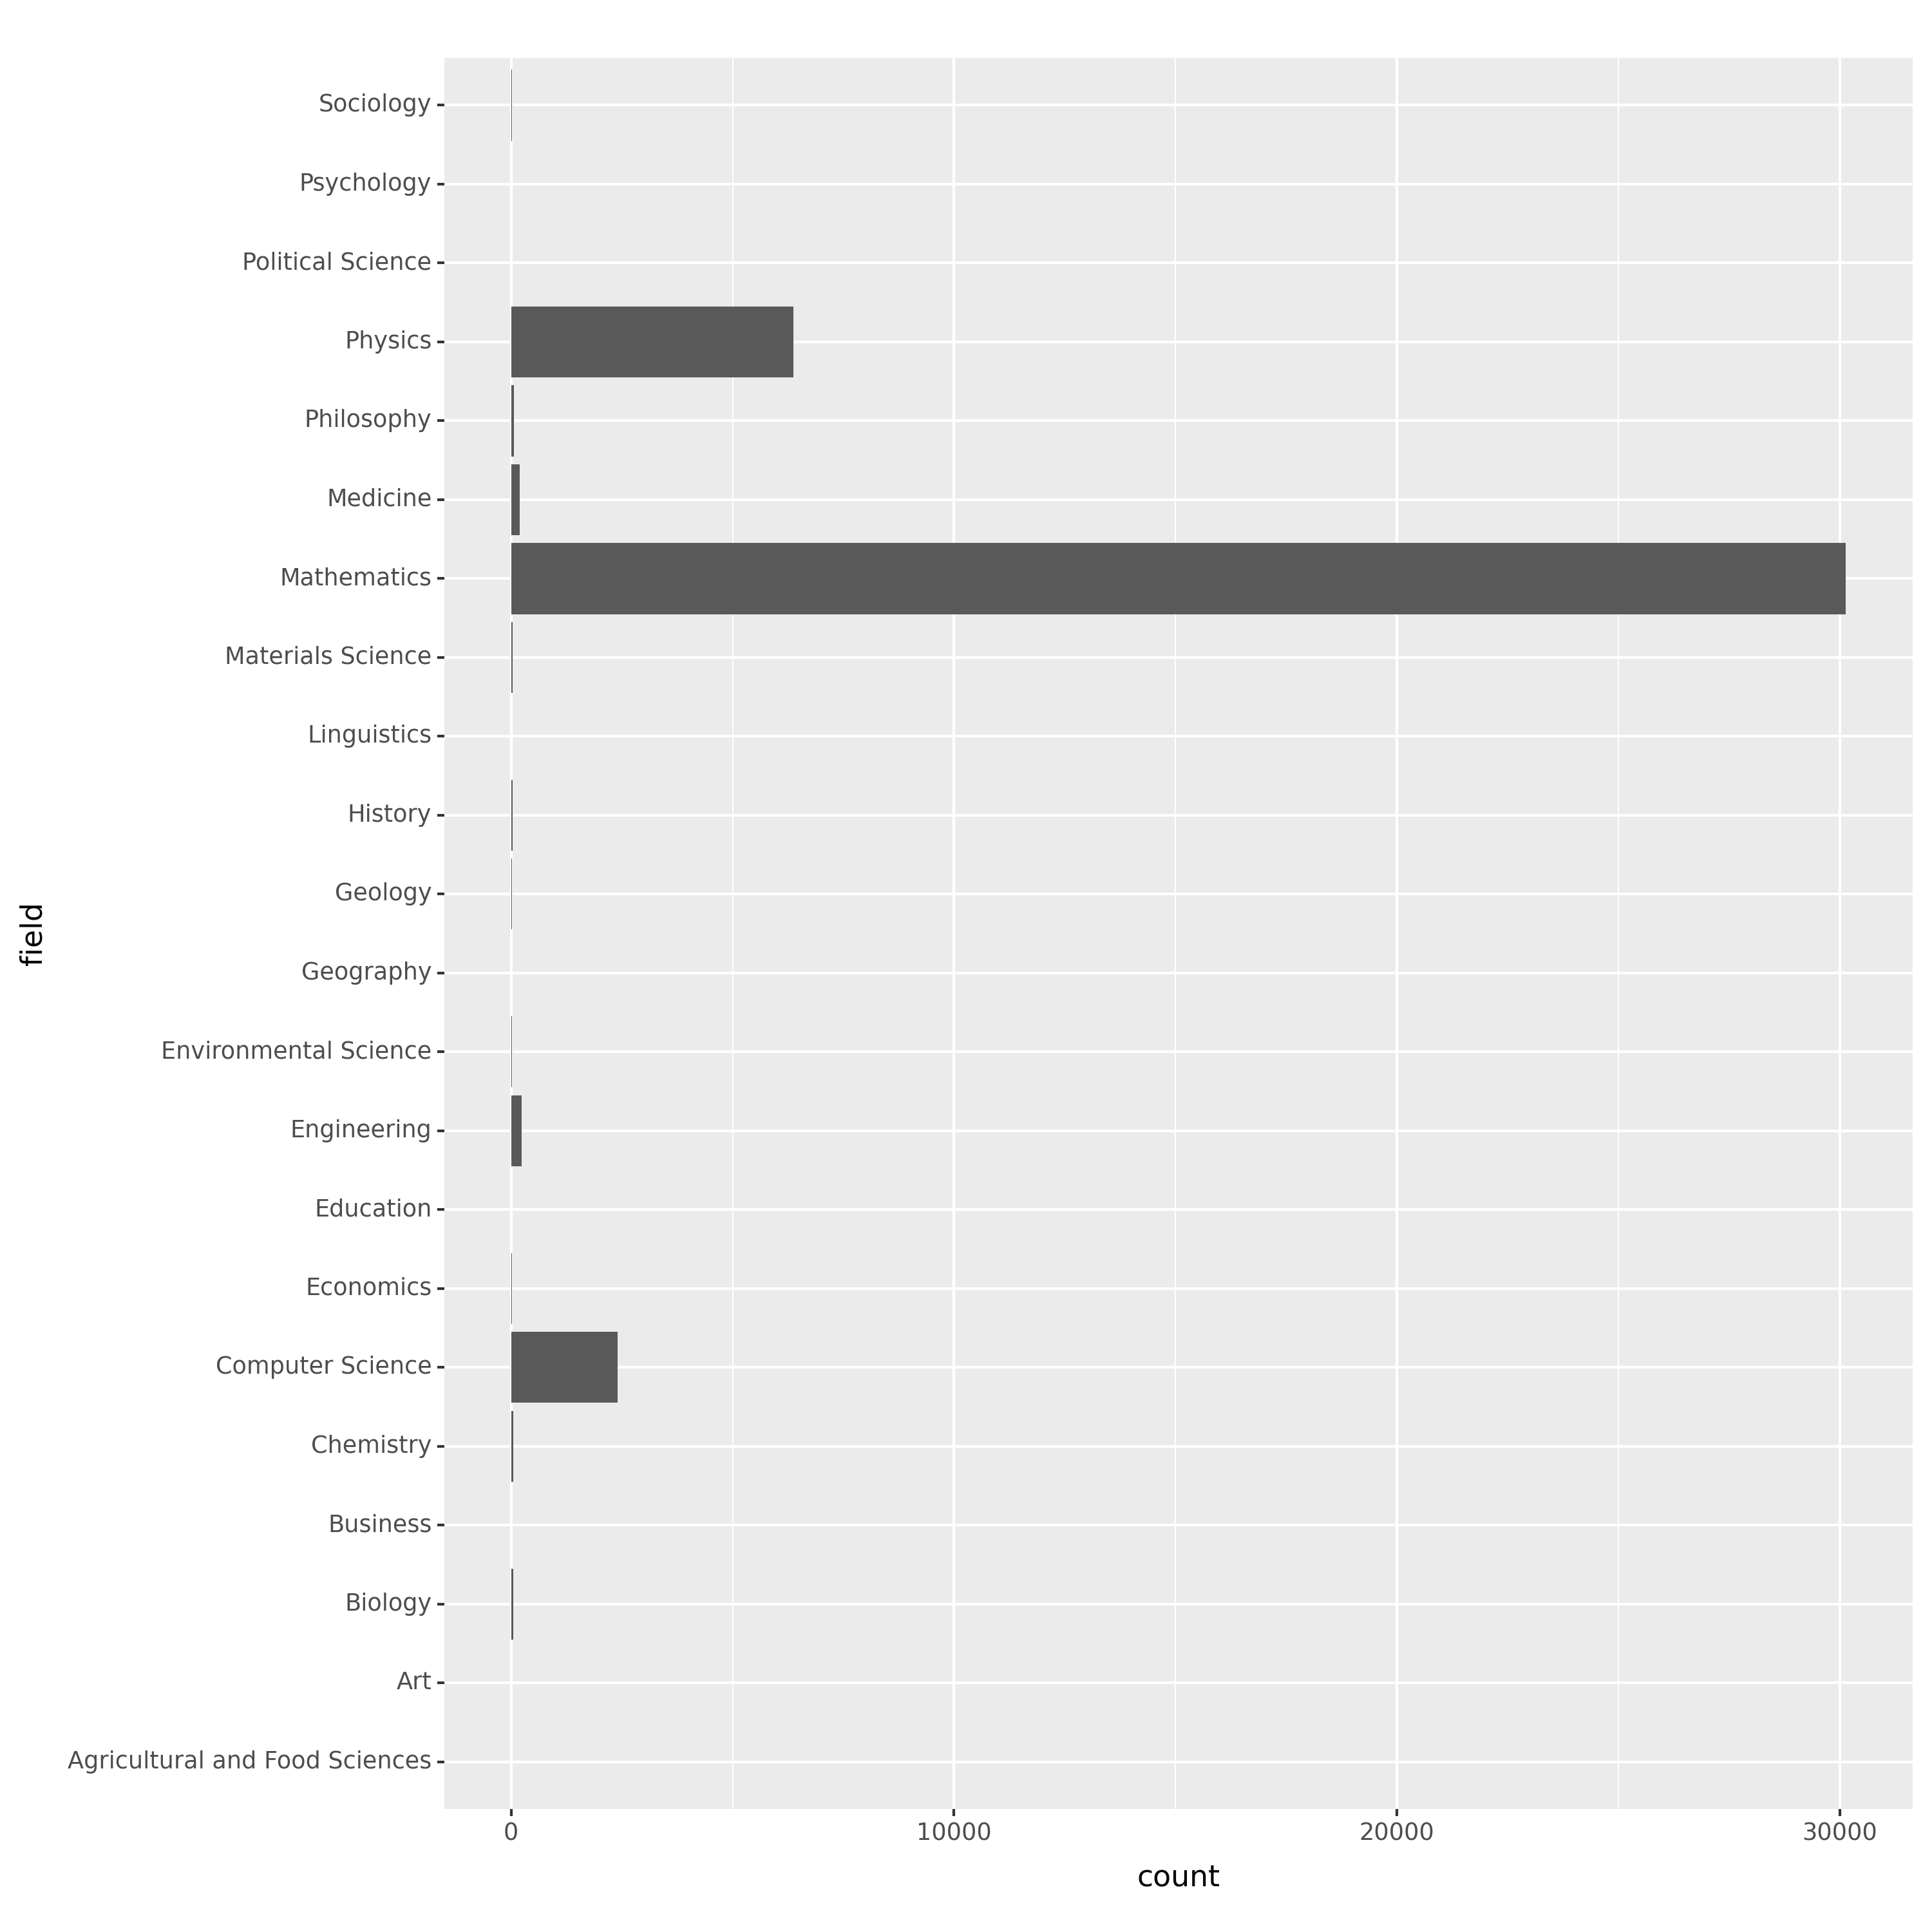 Sociology
Psychology
Political Science
Physics
Philosophy
Medicine
Mathematics
Materials Science
Linguistics
History
Geology
Geography
Environmental Science
Engineering
Education
Economics
Computer Science
Chemistry
Business
Biology
Art
Agricultural and Food Sciences
field
0 10000 20000 30000
count